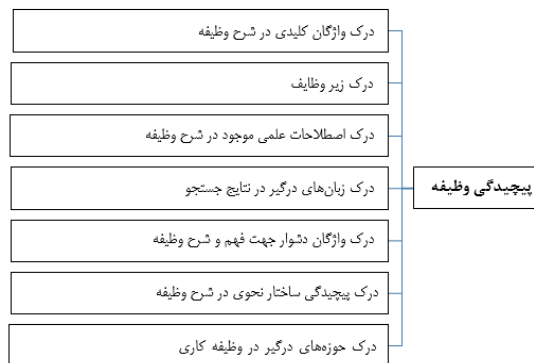 درک واژگان کلیدی در شرح وظیفه
درک زیر وظایف
درک اصطلاحات علمی موجود در شرح وظیفه
پیچیدگی وظیفه
درک زبان‌های درگیر در نتایج جستجو
درک واژگان دشوار جهت فهم و شرح وظیفه
درک پیچیدگی ساختار نحوی در شرح وظیفه
درک حوزه‌های درگیر در وظیفه کاری